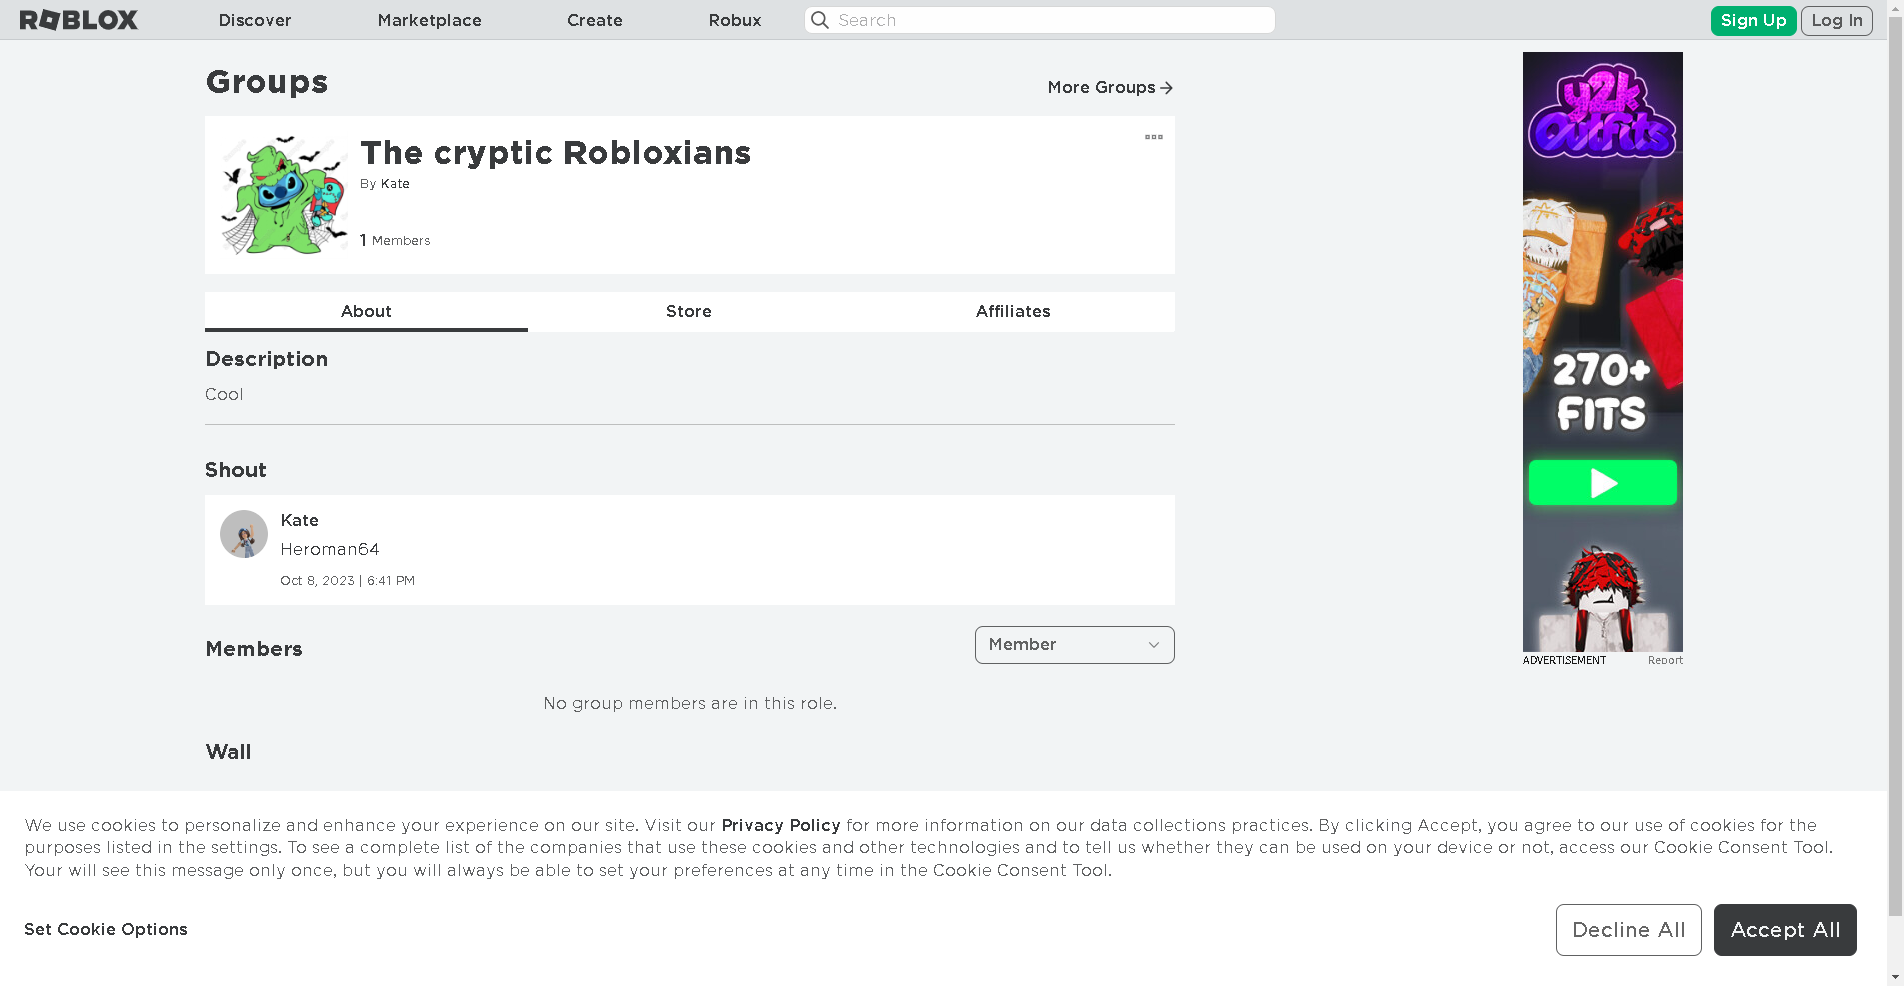 ROBLOX
Discover
Marketplace
Create
Robux
Search
Sign Up
Log In
Groups
More Groups
The cryptic Robloxians
By Kate
1 Members
About
Store
Affiliates
Description
Cool
Shout
Kate
Heroman64
Oct 8, 2023 | 6:41 PM
Members
Member
No group members are in this role.
Wall
y2k
Outfits
270+
FITS
ADVERTISEMENT
Report
We use cookies to personalize and enhance your experience on our site. Visit our Privacy Policy for more information on our data collections practices. By clicking Accept, you agree to our use of cookies for the
purposes listed in the settings. To see a complete list of the companies that use these cookies and other technologies and to tell us whether they can be used on your device or not, access our Cookie Consent Tool.
Your will see this message only once, but you will always be able to set your preferences at any time in the Cookie Consent Tool.
Set Cookie Options
Decline All
Accept All